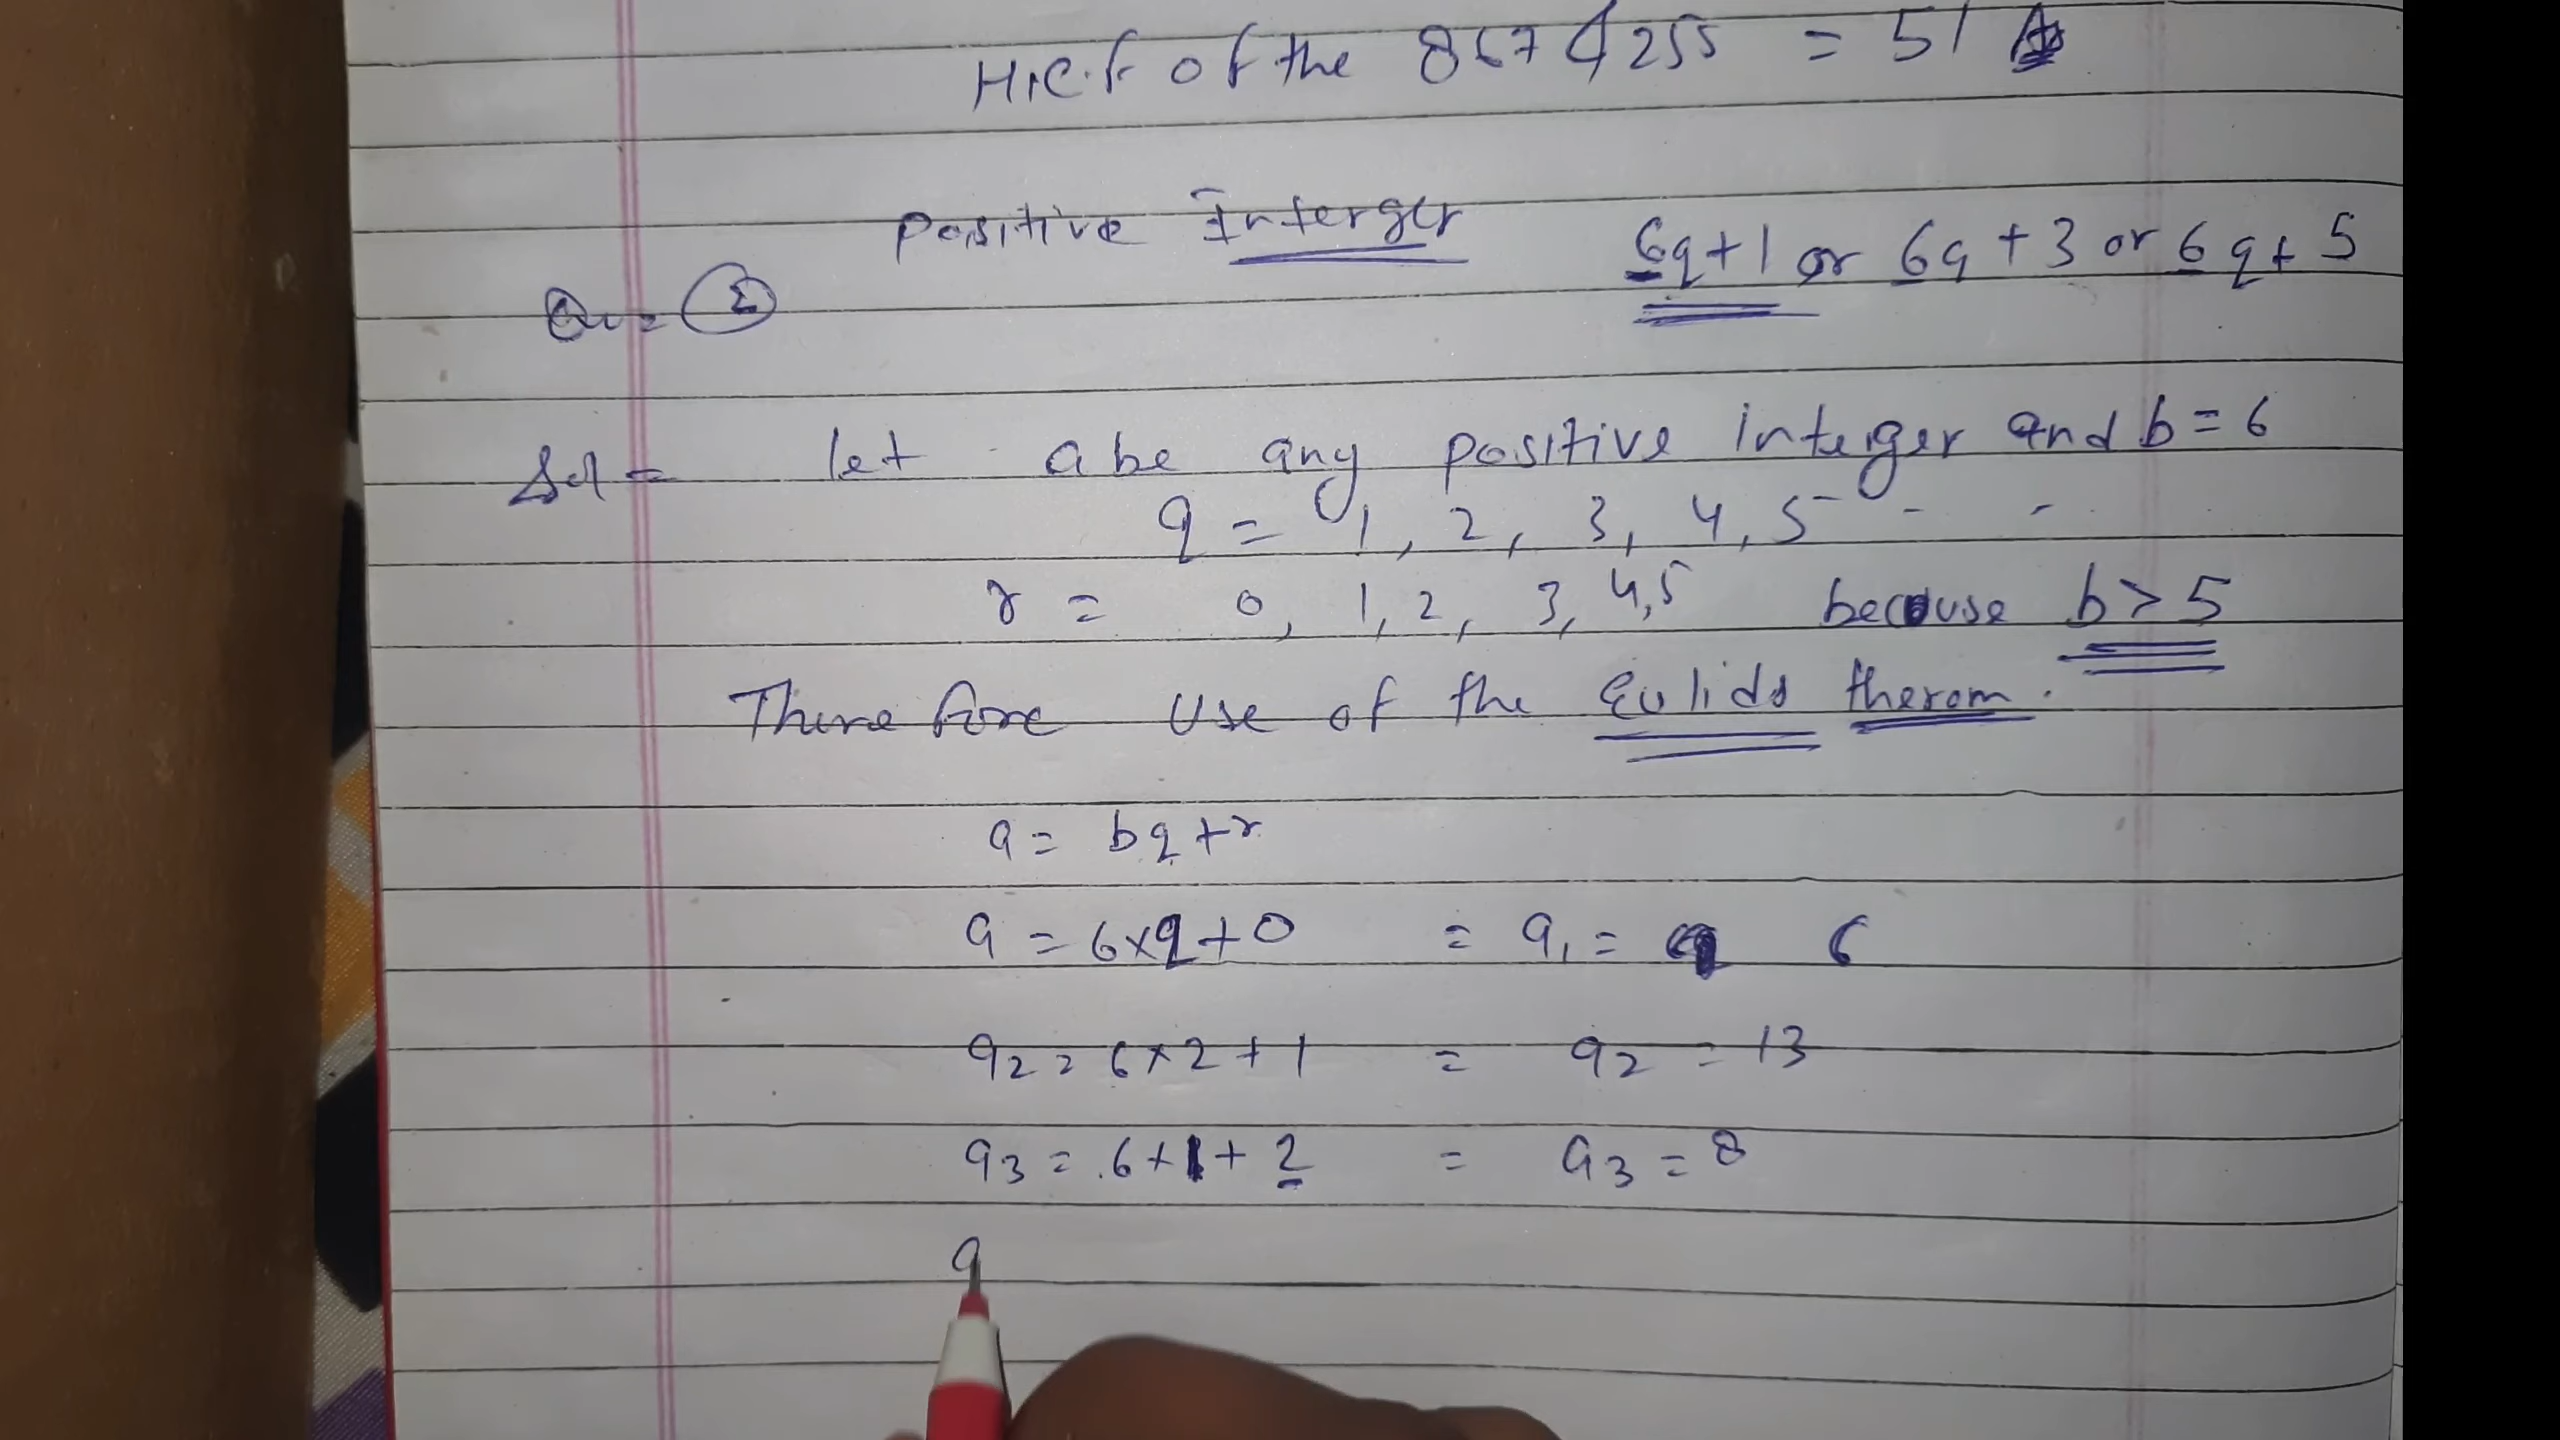 H.C.F of the 867 & 255 = 51
Positive Interger 6q+1 or 6q+3 or 6q+5
Qu= 2
Sol= let a be any positive integer and b=6
q = 1, 2, 3, 4, 5 - -
r = 0, 1, 2, 3, 4, 5 because b>5
There fore use of the Eulids therom.
a = bq+r
a = 6×q+0 = a1 = 6
a2 = 6×2+1 = a2 = 13
a3 = 6×1+2 = a3 = 8
a